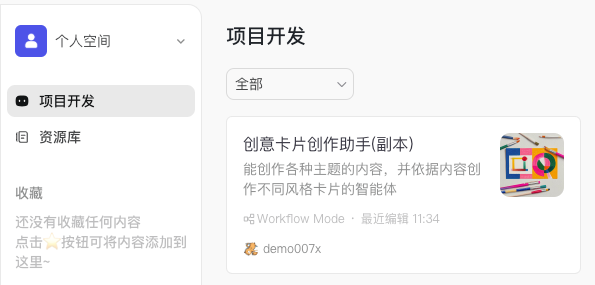 个人空间
项目开发
资源库
收藏
还没有收藏任何内容
点击⭐按钮可将内容添加到
这里~
项目开发
全部
创意卡片创作助手(副本)
能创作各种主题的内容，并依据内容创
作不同风格卡片的智能体
Workflow Mode · 最近编辑 11:34
demo007x